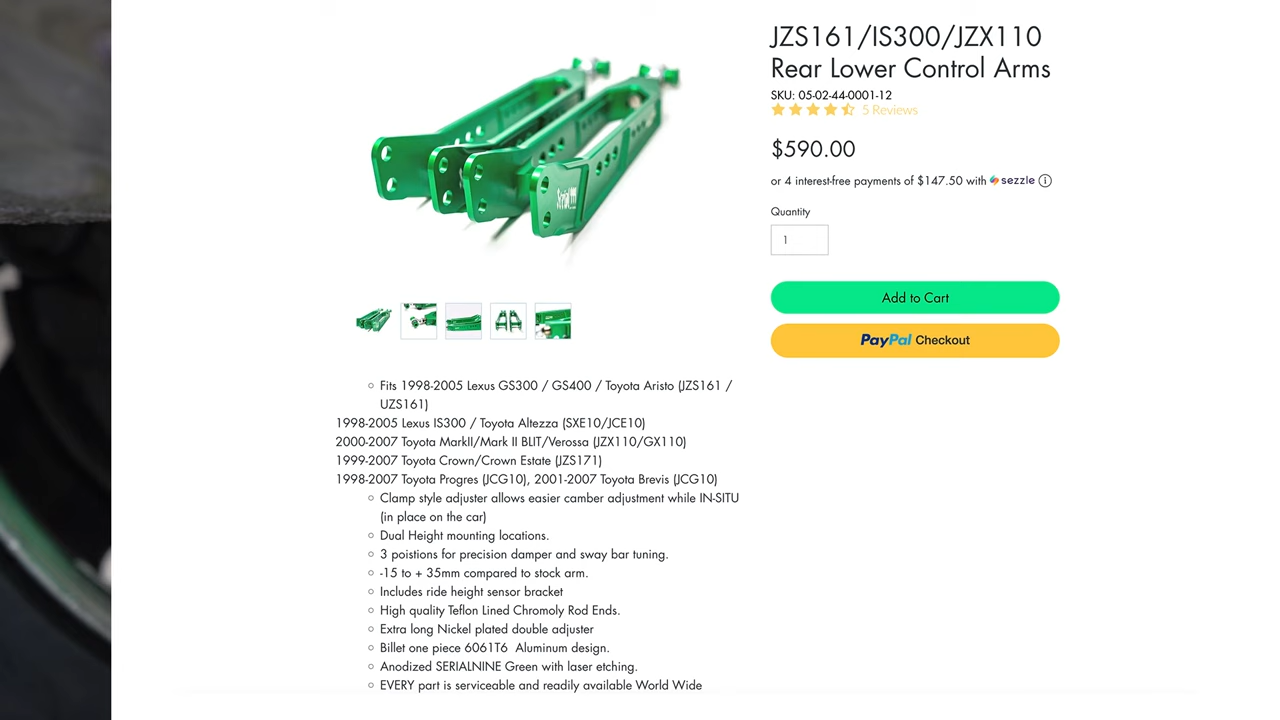 JZS161/IS300/JZX110
Rear Lower Control Arms
SKU: 05-02-44-0001-12
5 Reviews
$590.00
or 4 interest-free payments of $147.50 with sezzle
Quantity
1
Add to Cart
PayPal Checkout
Serial Nine
Fits 1998-2005 Lexus GS300 / GS400 / Toyota Aristo (JZS161 /
UZS161)
1998-2005 Lexus IS300 / Toyota Altezza (SXE10/JCE10)
2000-2007 Toyota MarkII/Mark II BLIT/Verossa (JZX110/GX110)
1999-2007 Toyota Crown/Crown Estate (JZS171)
1998-2007 Toyota Progres (JCG10), 2001-2007 Toyota Brevis (JCG10)
Clamp style adjuster allows easier camber adjustment while IN-SITU
(in place on the car)
Dual Height mounting locations.
3 poistions for precision damper and sway bar tuning.
-15 to + 35mm compared to stock arm.
Includes ride height sensor bracket
High quality Teflon Lined Chromoly Rod Ends.
Extra long Nickel plated double adjuster
Billet one piece 6061T6 Aluminum design.
Anodized SERIALNINE Green with laser etching.
EVERY part is serviceable and readily available World Wide